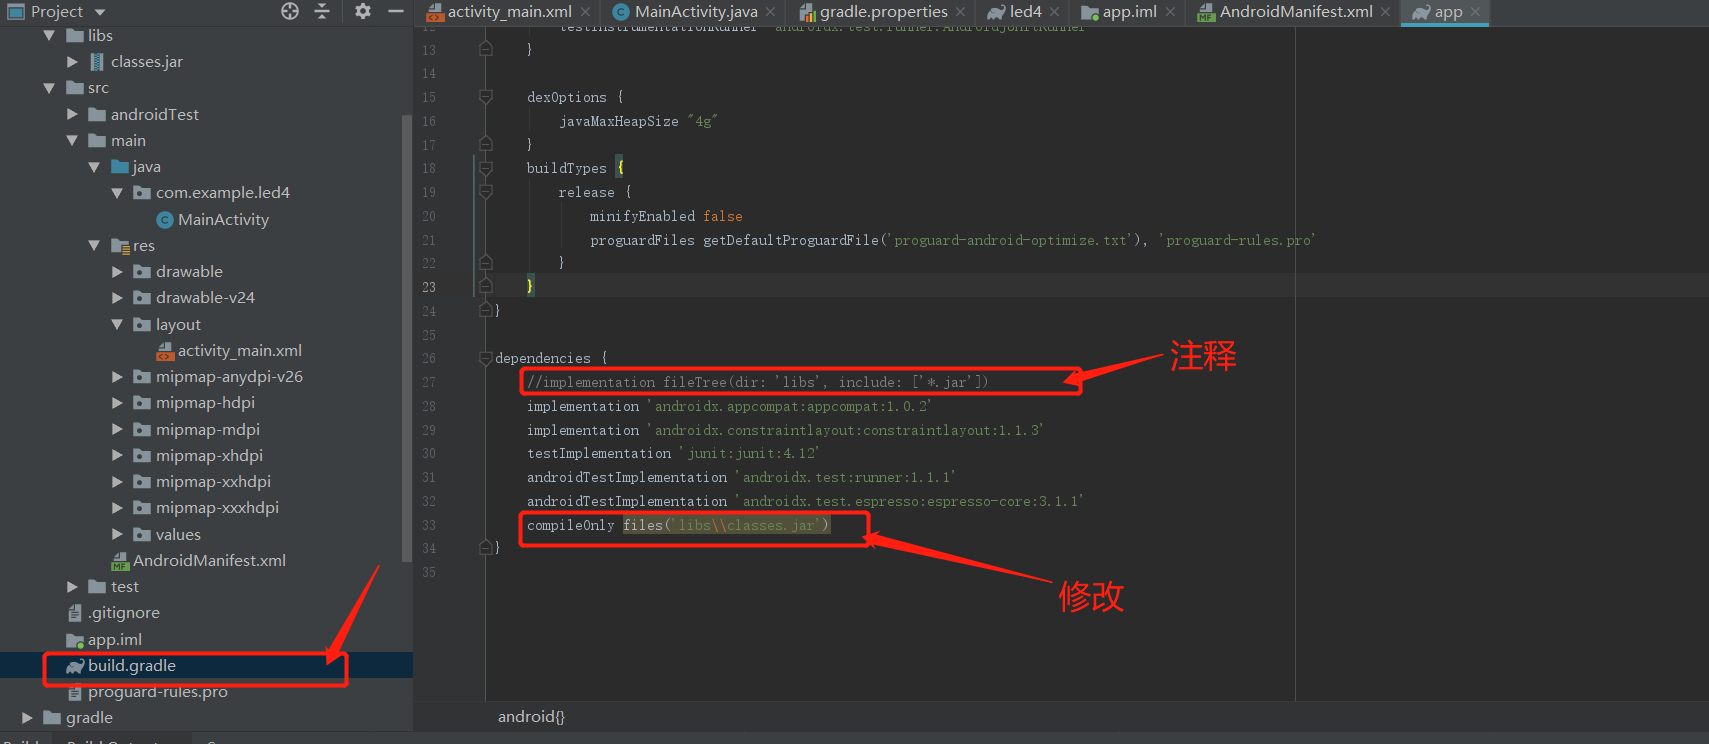 Project
activity_main.xml
MainActivity.java
gradle.properties
led4
app.iml
AndroidManifest.xml
app
libs
classes.jar
src
androidTest
main
java
com.example.led4
MainActivity
res
drawable
drawable-v24
layout
activity_main.xml
mipmap-anydpi-v26
mipmap-hdpi
mipmap-mdpi
mipmap-xhdpi
mipmap-xxhdpi
mipmap-xxxhdpi
values
AndroidManifest.xml
test
.gitignore
app.iml
build.gradle
proguard-rules.pro
gradle
12 testInstrumentationRunner "androidx.test.runner.AndroidJUnitRunner"
13 }
14
15 dexOptions {
16 javaMaxHeapSize "4g"
17 }
18 buildTypes {
19 release {
20 minifyEnabled false
21 proguardFiles getDefaultProguardFile('proguard-android-optimize.txt'), 'proguard-rules.pro'
22 }
23 }
24 }
25
26 dependencies {
注释
27 //implementation fileTree(dir: 'libs', include: ['*.jar'])
28 implementation 'androidx.appcompat:appcompat:1.0.2'
29 implementation 'androidx.constraintlayout:constraintlayout:1.1.3'
30 testImplementation 'junit:junit:4.12'
31 androidTestImplementation 'androidx.test:runner:1.1.1'
32 androidTestImplementation 'androidx.test.espresso:espresso-core:3.1.1'
33 compileOnly files('libs\\classes.jar')
34 }
35
修改
android{}